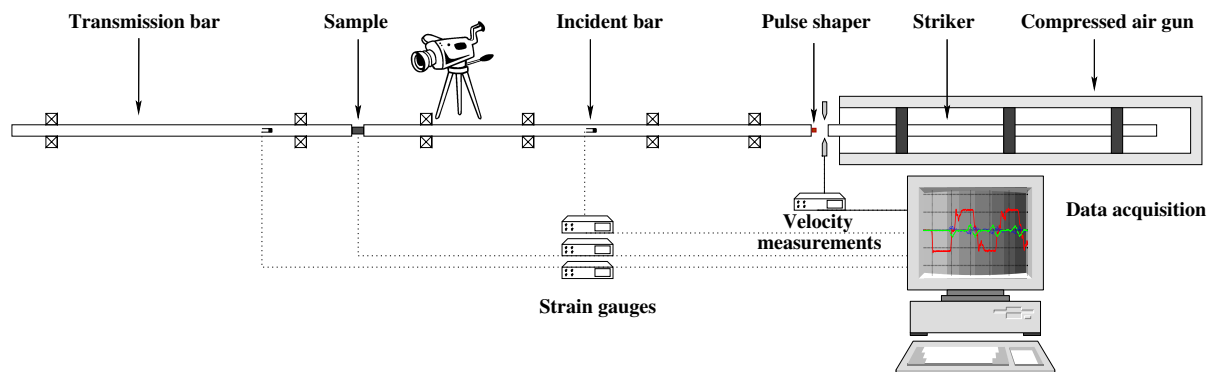 Transmission bar
Sample
Incident bar
Pulse shaper
Striker
Compressed air gun
Velocity
measurements
Data acquisition
Strain gauges